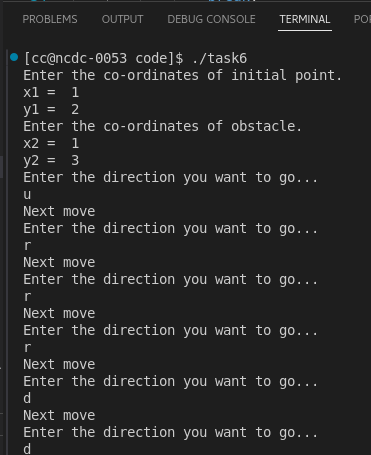 PROBLEMS OUTPUT DEBUG CONSOLE TERMINAL
[cc@ncdc-0053 code]$ ./task6
Enter the co-ordinates of initial point.
x1 =  1
y1 =  2
Enter the co-ordinates of obstacle.
x2 =  1
y2 =  3
Enter the direction you want to go...
u
Next move
Enter the direction you want to go...
r
Next move
Enter the direction you want to go...
r
Next move
Enter the direction you want to go...
r
Next move
Enter the direction you want to go...
d
Next move
Enter the direction you want to go...
d